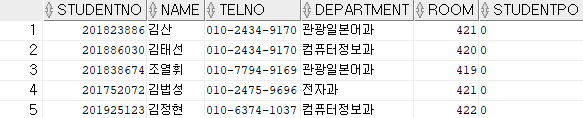 STUDENTNO NAME TELNO DEPARTMENT ROOM STUDENTPO
1 201823886 김산 010-2434-9170 관광일본어과 421 0
2 201886030 김태선 010-2434-9170 컴퓨터정보과 420 0
3 201838674 조열휘 010-7794-9169 관광일본어과 419 0
4 201752072 김법성 010-2475-9696 전자과 421 0
5 201925123 김정현 010-6374-1037 컴퓨터정보과 422 0